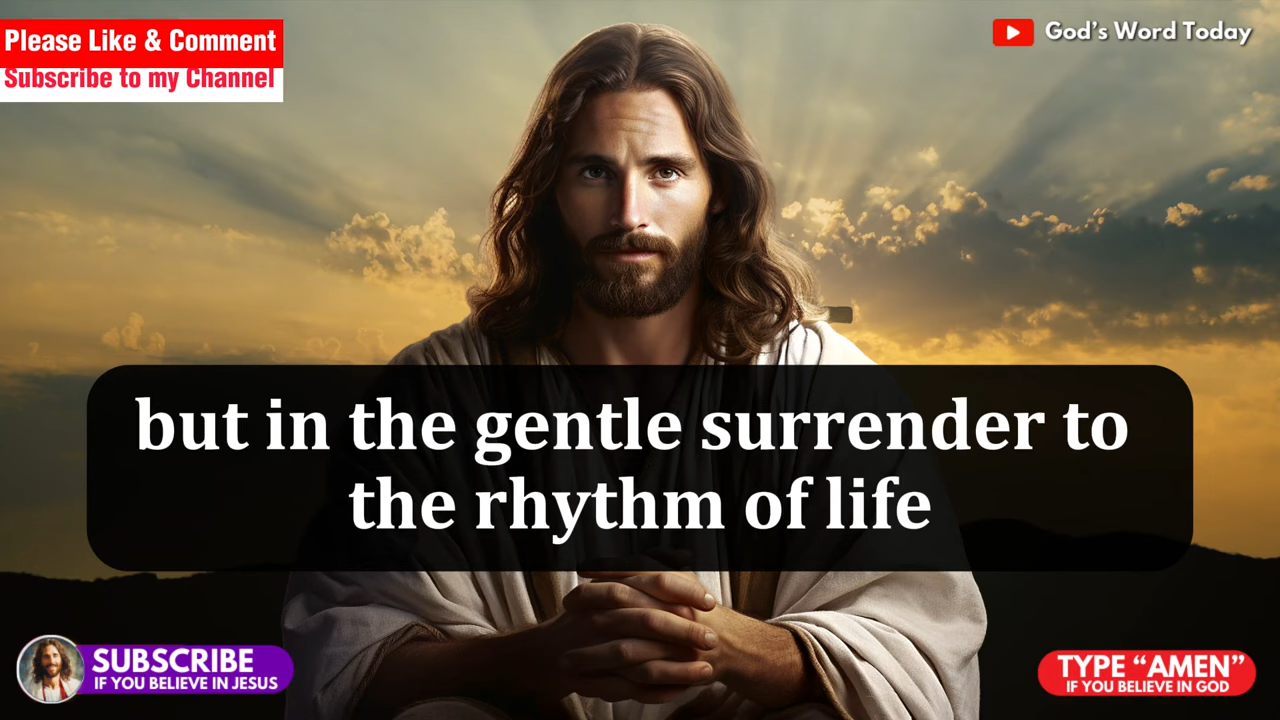 Please Like & Comment
Subscribe to my Channel
God's Word Today
but in the gentle surrender to
the rhythm of life
SUBSCRIBE
IF YOU BELIEVE IN JESUS
TYPE “AMEN”
IF YOU BELIEVE IN GOD